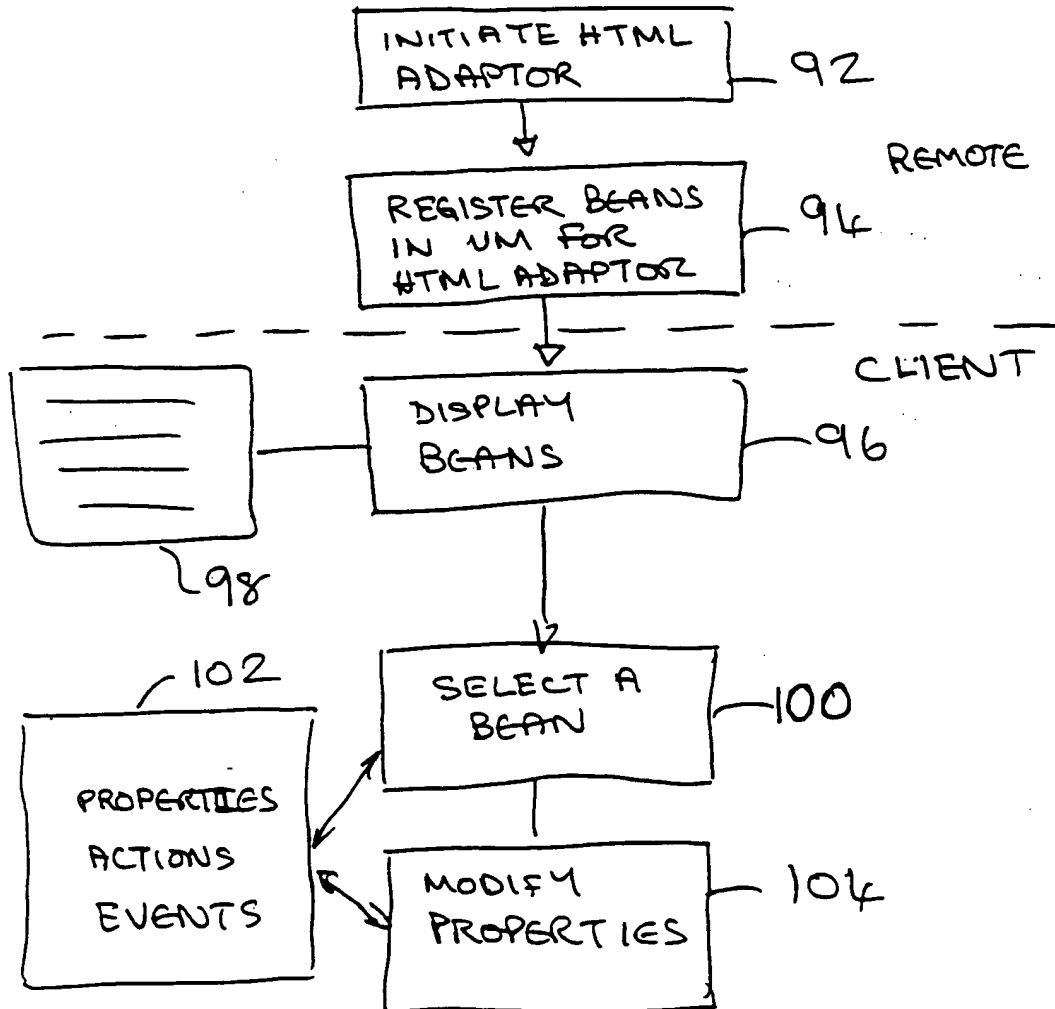 INITIATE HTML
ADAPTOR
92
REMOTE
REGISTER BEANS
IN VM FOR
HTML ADAPTOR
94
CLIENT
DISPLAY
BEANS
96
98
102
SELECT A
BEAN
100
PROPERTIES
ACTIONS
EVENTS
MODIFY
PROPERTIES
104